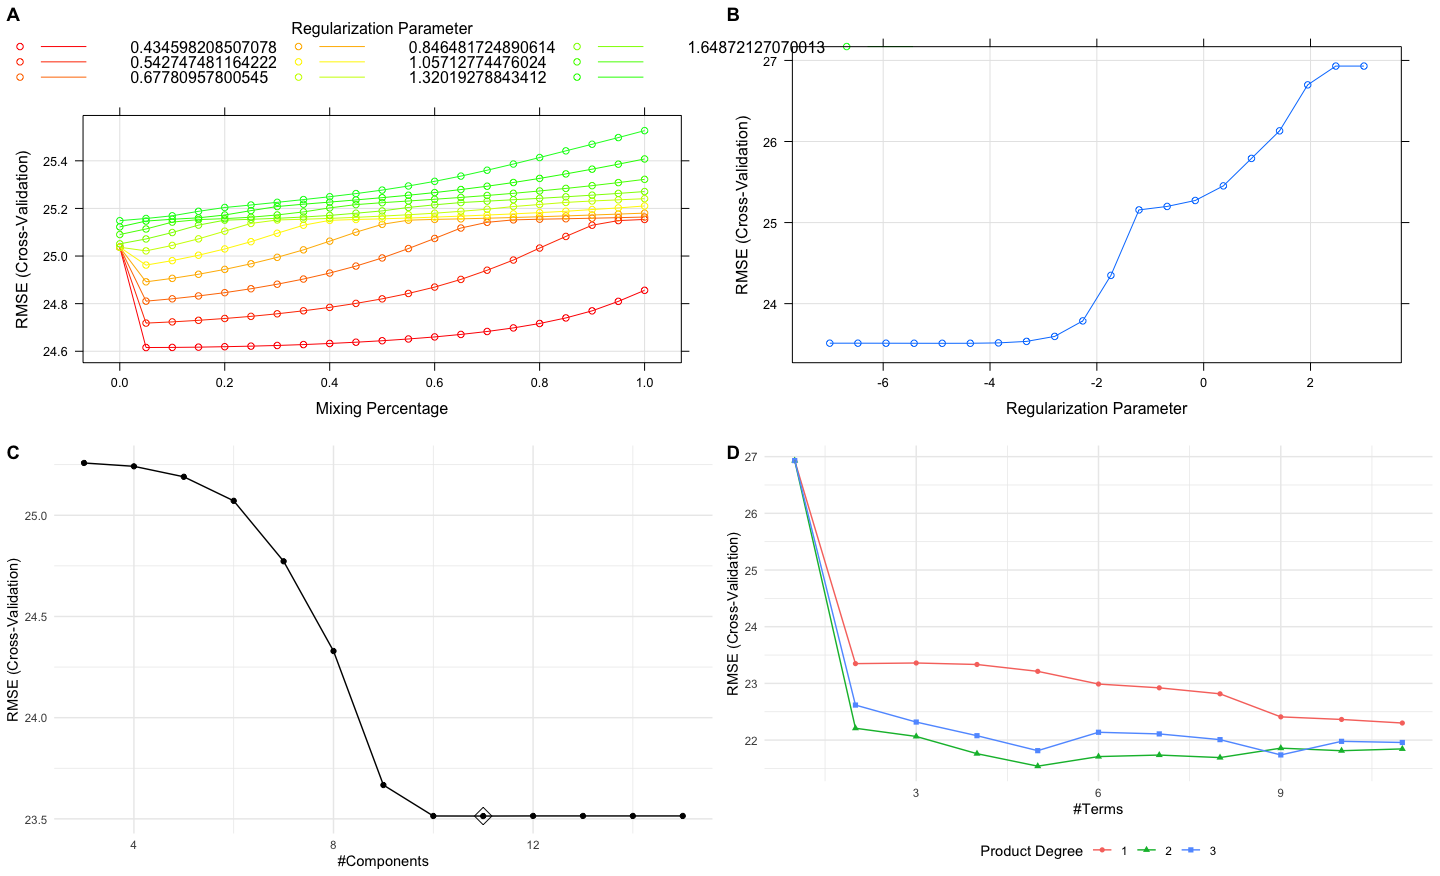 A
Regularization Parameter
0.434598208507078 0.846481724890614 1.64872127070013
0.542747481164222 1.05712774476024
0.67780957800545 1.32019278843412
RMSE (Cross-Validation)
25.4
25.2
25.0
24.8
24.6
0.0 0.2 0.4 0.6 0.8 1.0
Mixing Percentage
B
RMSE (Cross-Validation)
27
26
25
24
-6 -4 -2 0 2
Regularization Parameter
C
RMSE (Cross-Validation)
25.0
24.5
24.0
23.5
4 8 12
#Components
D
RMSE (Cross-Validation)
27
26
25
24
23
22
3 6 9
#Terms
Product Degree 1 2 3